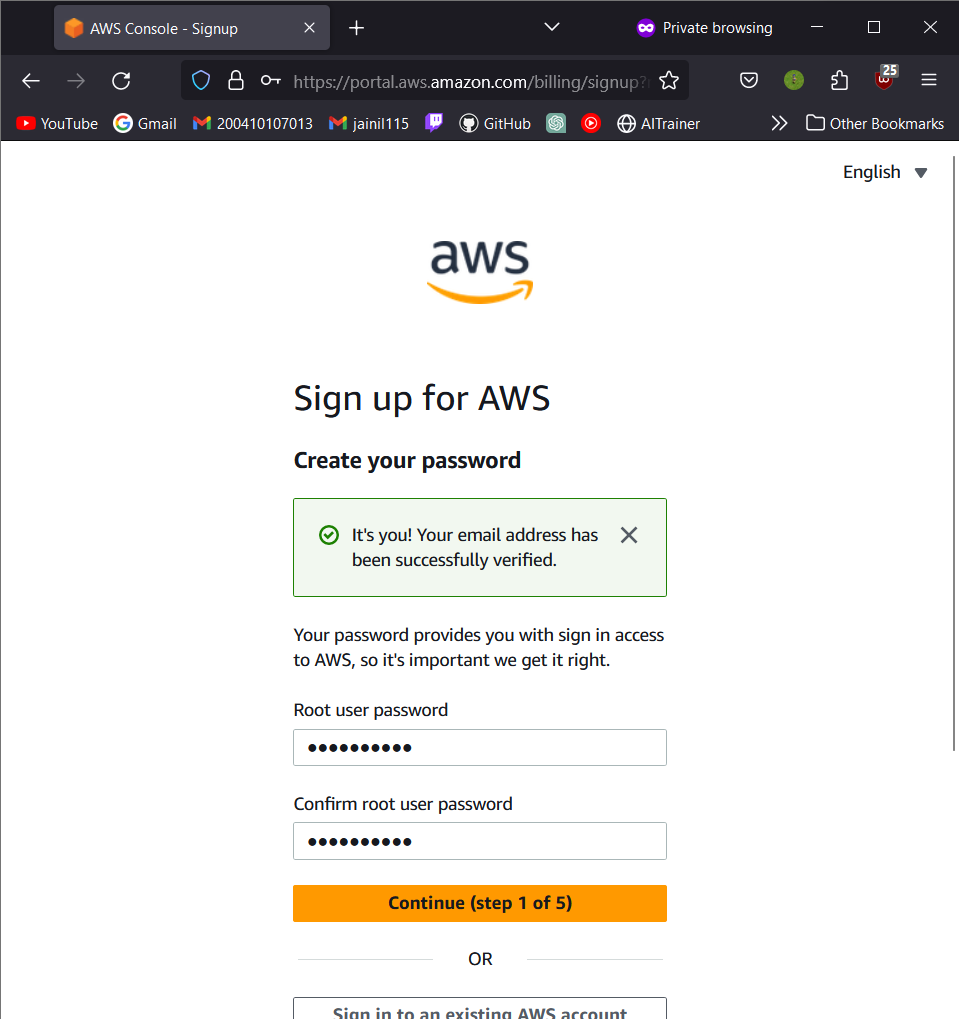 AWS Console - Signup
Private browsing
https://portal.aws.amazon.com/billing/signup?
25
YouTube
Gmail
200410107013
jainil115
GitHub
AITrainer
Other Bookmarks
English
aws
Sign up for AWS
Create your password
It's you! Your email address has
been successfully verified.
Your password provides you with sign in access
to AWS, so it's important we get it right.
Root user password
••••••••••
Confirm root user password
••••••••••
Continue (step 1 of 5)
OR
Sign in to an existing AWS account